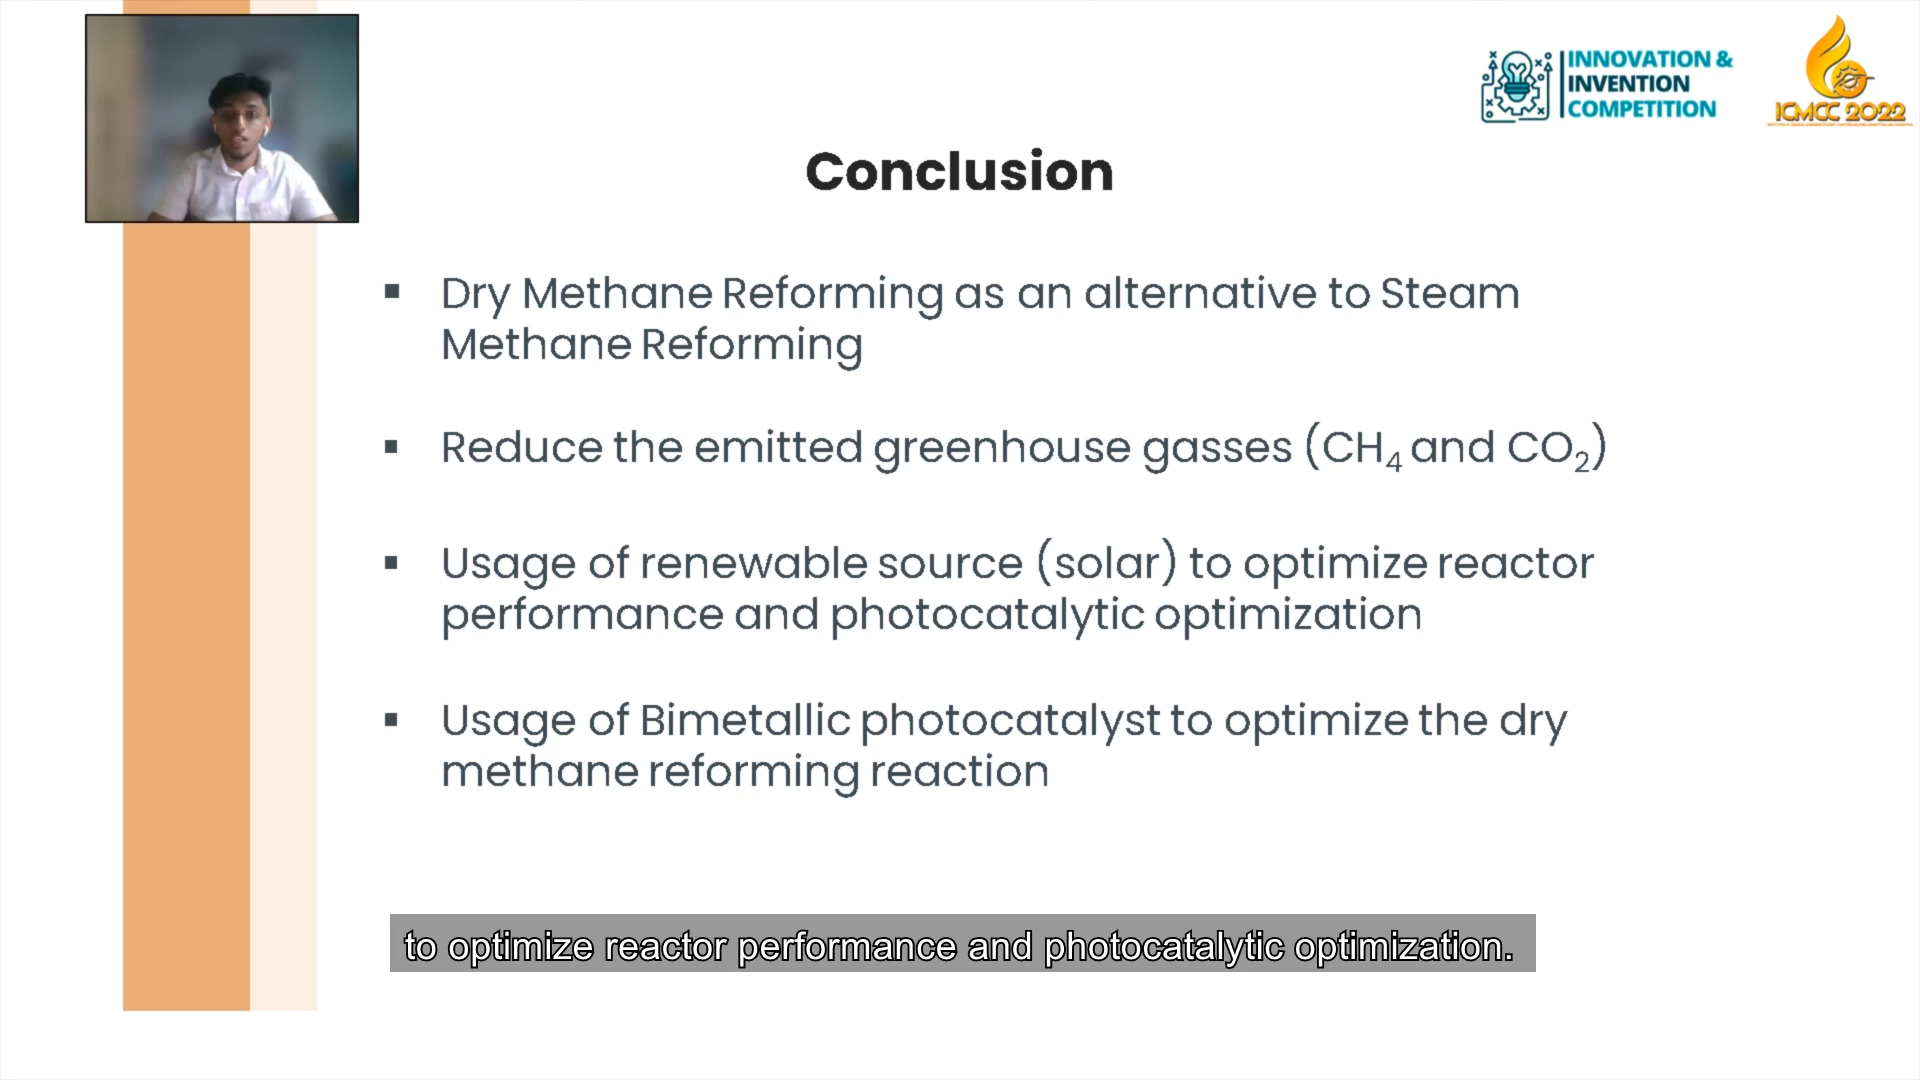 INNOVATION &
INVENTION
COMPETITION
ICMCC 2022
Conclusion
▪ Dry Methane Reforming as an alternative to Steam
Methane Reforming
▪ Reduce the emitted greenhouse gasses (CH₄ and CO₂)
▪ Usage of renewable source (solar) to optimize reactor
performance and photocatalytic optimization
▪ Usage of Bimetallic photocatalyst to optimize the dry
methane reforming reaction
to optimize reactor performance and photocatalytic optimization.